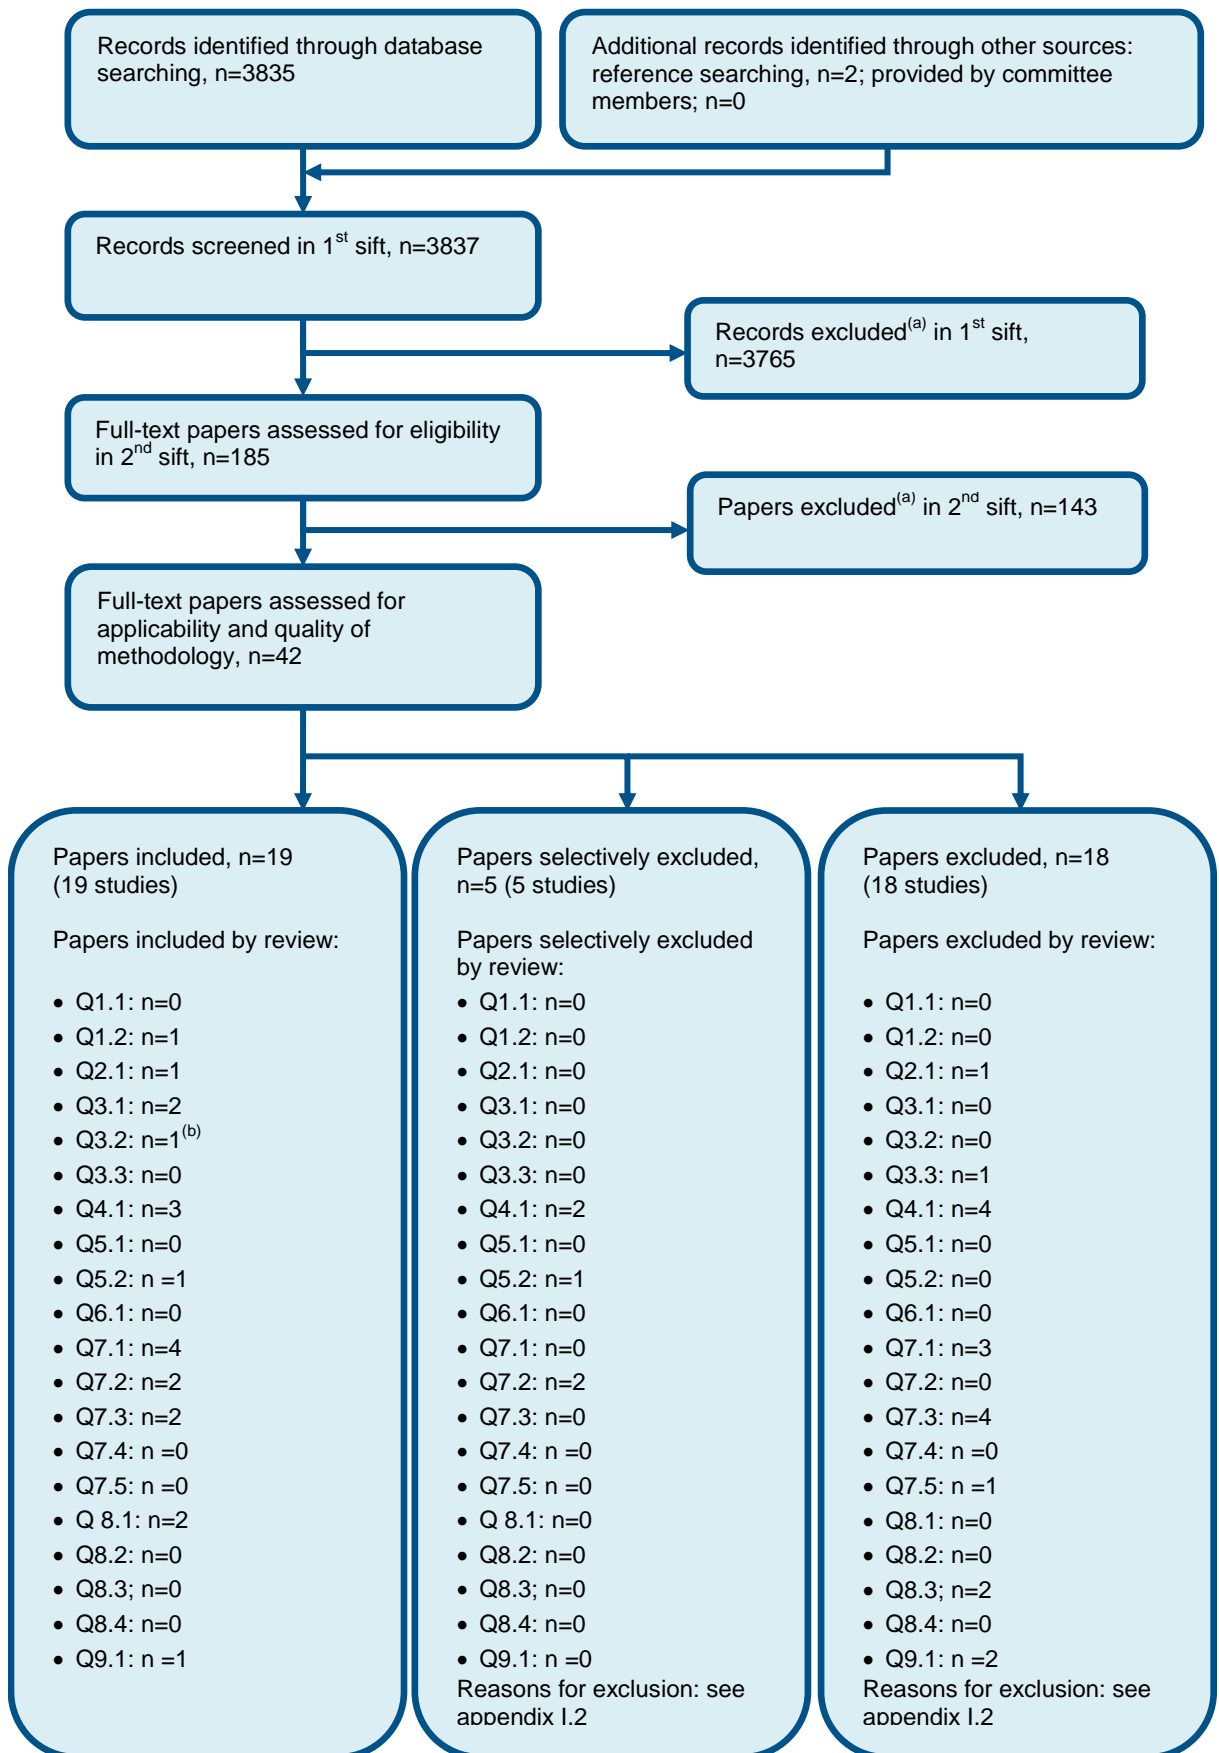 Records identified through database
searching, n=3835
Additional records identified through other sources:
reference searching, n=2; provided by committee
members; n=0
Records screened in 1st sift, n=3837
Records excluded(a) in 1st sift,
n=3765
Full-text papers assessed for eligibility
in 2nd sift, n=185
Papers excluded(a) in 2nd sift, n=143
Full-text papers assessed for
applicability and quality of
methodology, n=42
Papers included, n=19
(19 studies)
Papers included by review:
• Q1.1: n=0
• Q1.2: n=1
• Q2.1: n=1
• Q3.1: n=2
• Q3.2: n=1(b)
• Q3.3: n=0
• Q4.1: n=3
• Q5.1: n=0
• Q5.2: n =1
• Q6.1: n=0
• Q7.1: n=4
• Q7.2: n=2
• Q7.3: n=2
• Q7.4: n =0
• Q7.5: n =0
• Q 8.1: n=2
• Q8.2: n=0
• Q8.3; n=0
• Q8.4: n=0
• Q9.1: n =1
Papers selectively excluded,
n=5 (5 studies)
Papers selectively excluded
by review:
• Q1.1: n=0
• Q1.2: n=0
• Q2.1: n=0
• Q3.1: n=0
• Q3.2: n=0
• Q3.3: n=0
• Q4.1: n=2
• Q5.1: n=0
• Q5.2: n=1
• Q6.1: n=0
• Q7.1: n=0
• Q7.2: n=2
• Q7.3: n=0
• Q7.4: n =0
• Q7.5: n =0
• Q 8.1: n=0
• Q8.2: n=0
• Q8.3; n=0
• Q8.4: n=0
• Q9.1: n =0
Reasons for exclusion: see
appendix I.2
Papers excluded, n=18
(18 studies)
Papers excluded by review:
• Q1.1: n=0
• Q1.2: n=0
• Q2.1: n=1
• Q3.1: n=0
• Q3.2: n=0
• Q3.3: n=1
• Q4.1: n=4
• Q5.1: n=0
• Q5.2: n=0
• Q6.1: n=0
• Q7.1: n=3
• Q7.2: n=0
• Q7.3: n=4
• Q7.4: n =0
• Q7.5: n =1
• Q8.1: n=0
• Q8.2: n=0
• Q8.3; n=2
• Q8.4: n=0
• Q9.1: n =2
Reasons for exclusion: see
appendix I.2